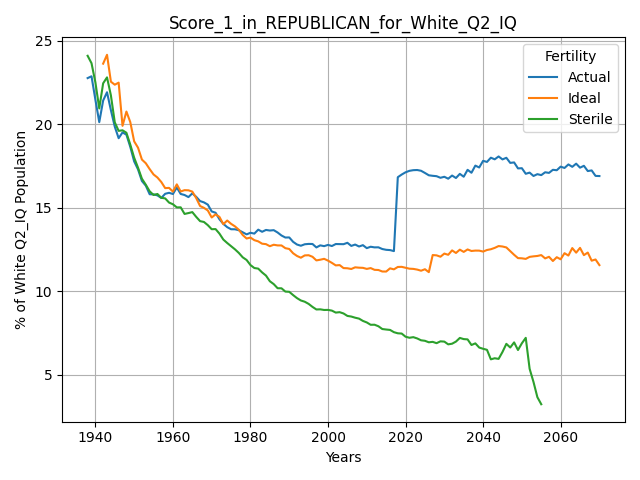 Score_1_in_REPUBLICAN_for_White_Q2_IQ
Fertility
Actual
Ideal
Sterile
% of White Q2_IQ Population
25
20
15
10
5
1940 1960 1980 2000 2020 2040 2060
Years